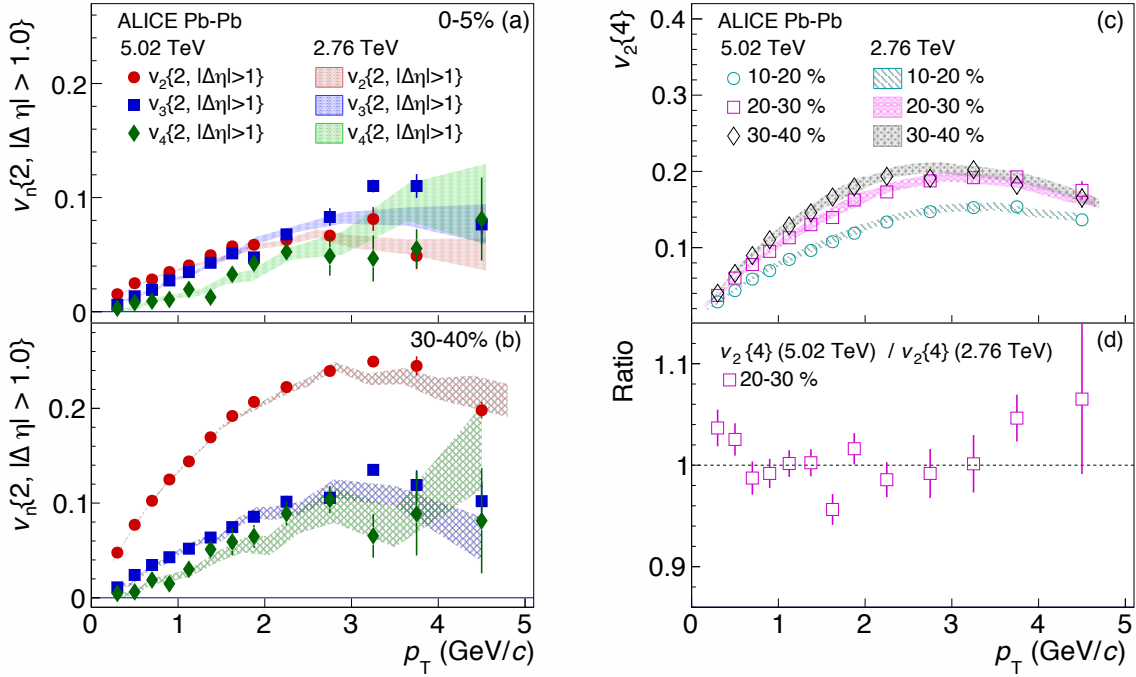 ALICE Pb-Pb
0-5% (a)
5.02 TeV
2.76 TeV
v₂{2, |Δη|>1}
v₂{2, |Δη|>1}
v₃{2, |Δη|>1}
v₃{2, |Δη|>1}
v₄{2, |Δη|>1}
v₄{2, |Δη|>1}
vₙ{2, |Δ η| > 1.0}
0.2
0.1
0
30-40% (b)
vₙ{2, |Δ η| > 1.0}
0.2
0.1
0
0 1 2 3 4 5
p_T (GeV/c)
ALICE Pb-Pb
(c)
5.02 TeV
2.76 TeV
10-20 %
10-20 %
20-30 %
20-30 %
30-40 %
30-40 %
v₂{4}
0.4
0.3
0.2
0.1
v₂{4} (5.02 TeV) / v₂{4} (2.76 TeV)
(d)
20-30 %
Ratio
1.1
1
0.9
0 1 2 3 4 5
p_T (GeV/c)